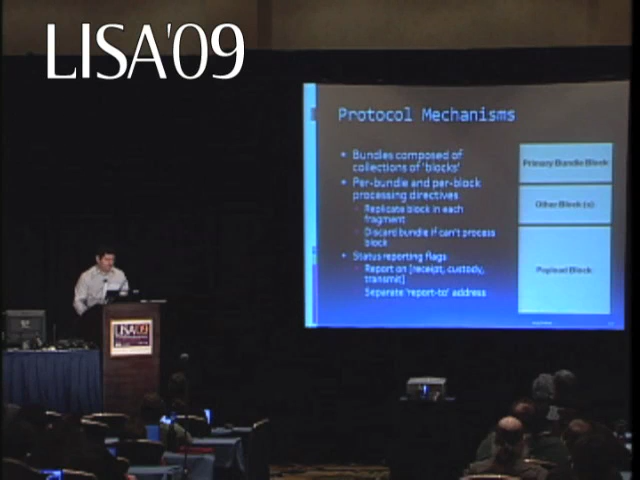 LISA'09
Protocol Mechanisms
• Bundles composed of
collections of 'blocks'
• Per-bundle and per-block
processing directives
Replicate block in each
fragment
Discard bundle if can't process
block
• Status reporting flags
Report on [receipt, custody,
transmit]
Separate 'report-to' address
Primary Bundle Block
Other Block(s)
Payload Block
LISA'09